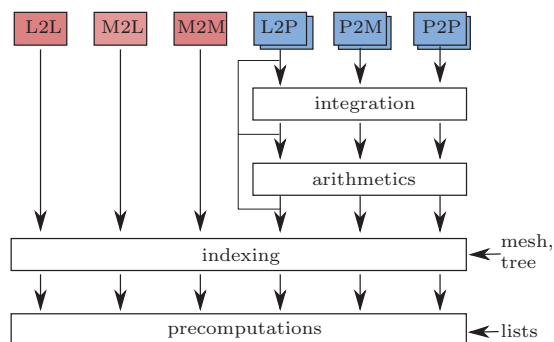 L2L M2L M2M L2P P2M P2P
integration
arithmetics
indexing
mesh,
tree
precomputations
lists